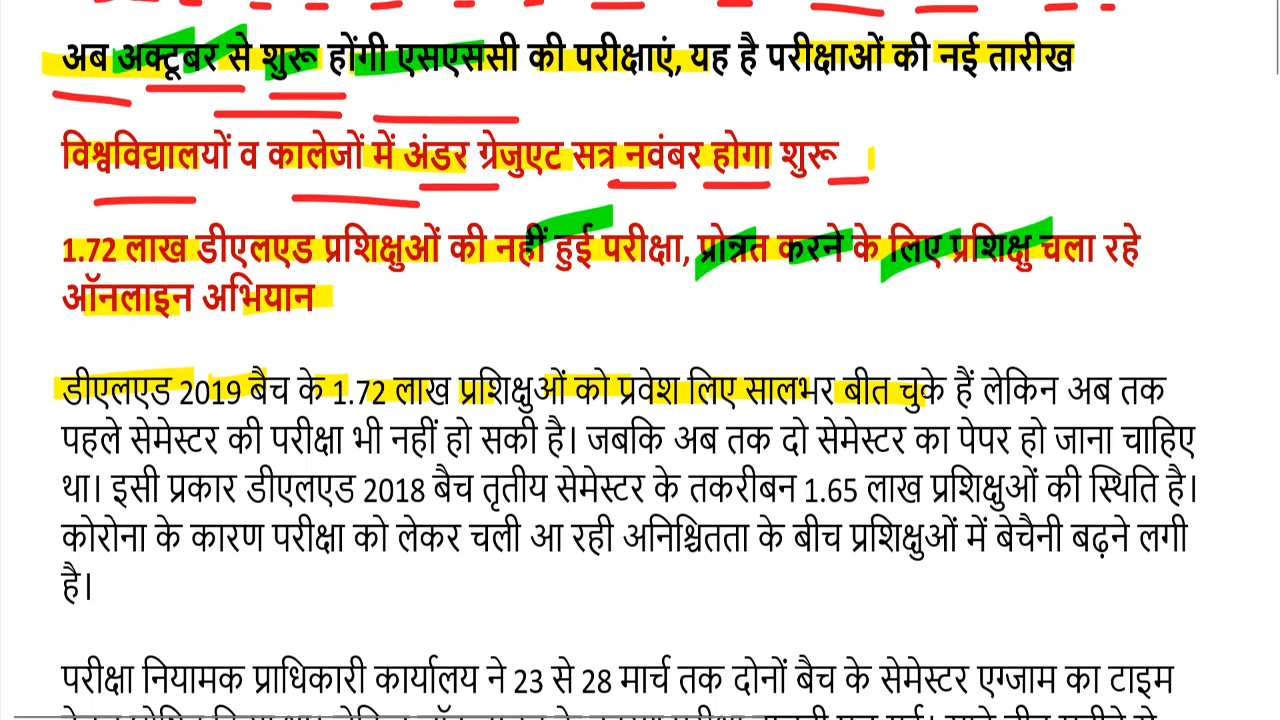 अब अक्टूबर से शुरू होंगी एसएससी की परीक्षाएं, यह है परीक्षाओं की नई तारीख
विश्वविद्यालयों व कालेजों में अंडर ग्रेजुएट सत्र नवंबर होगा शुरू
1.72 लाख डीएलएड प्रशिक्षुओं की नहीं हुई परीक्षा, प्रोन्नत करने के लिए प्रशिक्षु चला रहे
ऑनलाइन अभियान
डीएलएड 2019 बैच के 1.72 लाख प्रशिक्षुओं को प्रवेश लिए सालभर बीत चुके हैं लेकिन अब तक
पहले सेमेस्टर की परीक्षा भी नहीं हो सकी है। जबकि अब तक दो सेमेस्टर का पेपर हो जाना चाहिए
था। इसी प्रकार डीएलएड 2018 बैच तृतीय सेमेस्टर के तकरीबन 1.65 लाख प्रशिक्षुओं की स्थिति है।
कोरोना के कारण परीक्षा को लेकर चली आ रही अनिश्चितता के बीच प्रशिक्षुओं में बेचैनी बढ़ने लगी
है।
परीक्षा नियामक प्राधिकारी कार्यालय ने 23 से 28 मार्च तक दोनों बैच के सेमेस्टर एग्जाम का टाइम